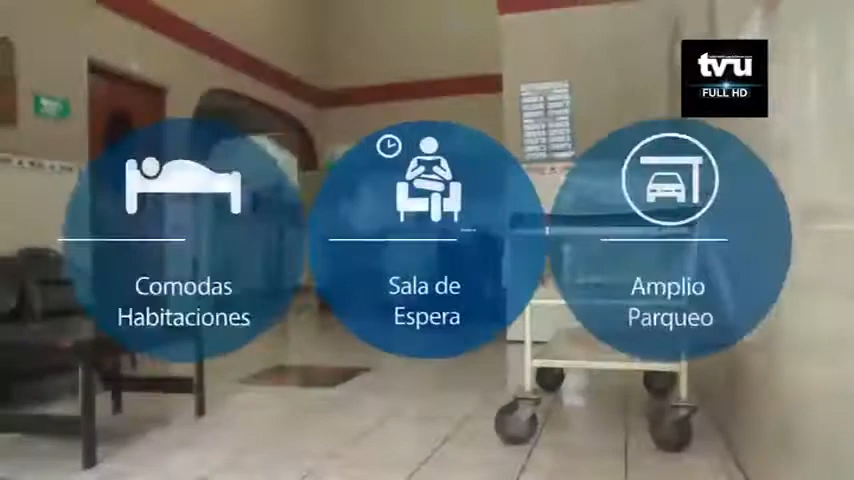 tvu
FULL HD
Comodas
Habitaciones
Sala de
Espera
Amplio
Parqueo